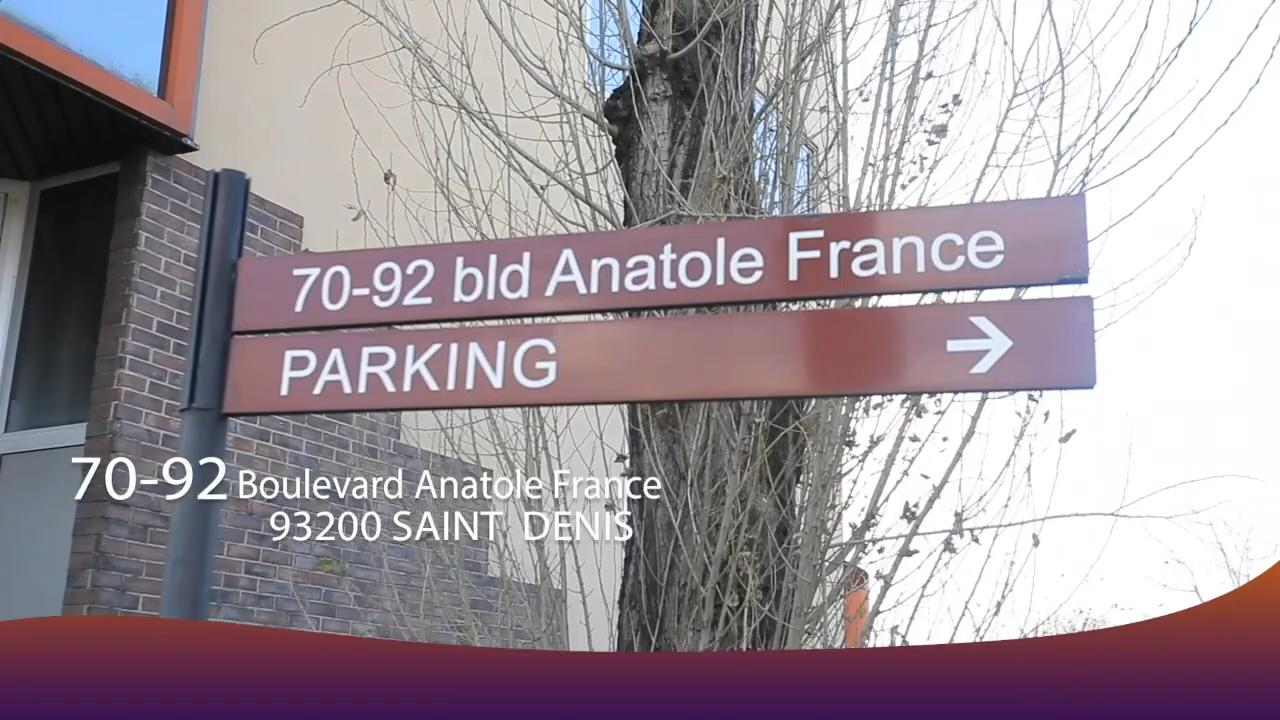 70-92 bld Anatole France
PARKING →
70-92 Boulevard Anatole France
93200 SAINT DENIS